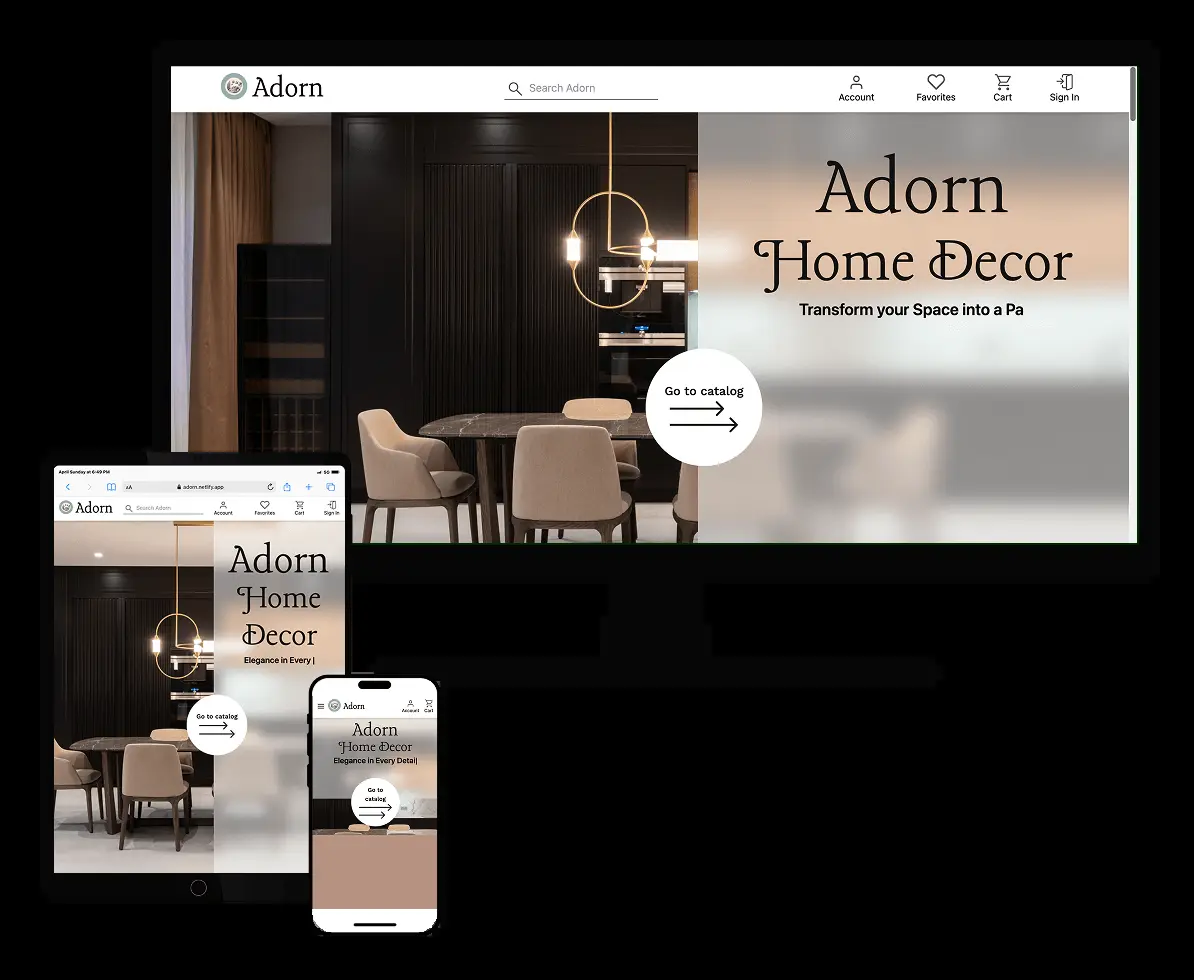 Adorn
Search Adorn
Account
Favorites
Cart
Sign In
Adorn
Home Decor
Transform your Space into a Pa
Go to catalog
April Sunday at 6:49 PM
5G
AA
adorn.netlify.app
Adorn
Search Adorn
Account
Favorites
Cart
Sign In
Adorn
Home
Decor
Elegance in Every |
Go to catalog
Adorn
Account
Cart
Adorn
Home Decor
Elegance in Every Detai|
Go to
catalog